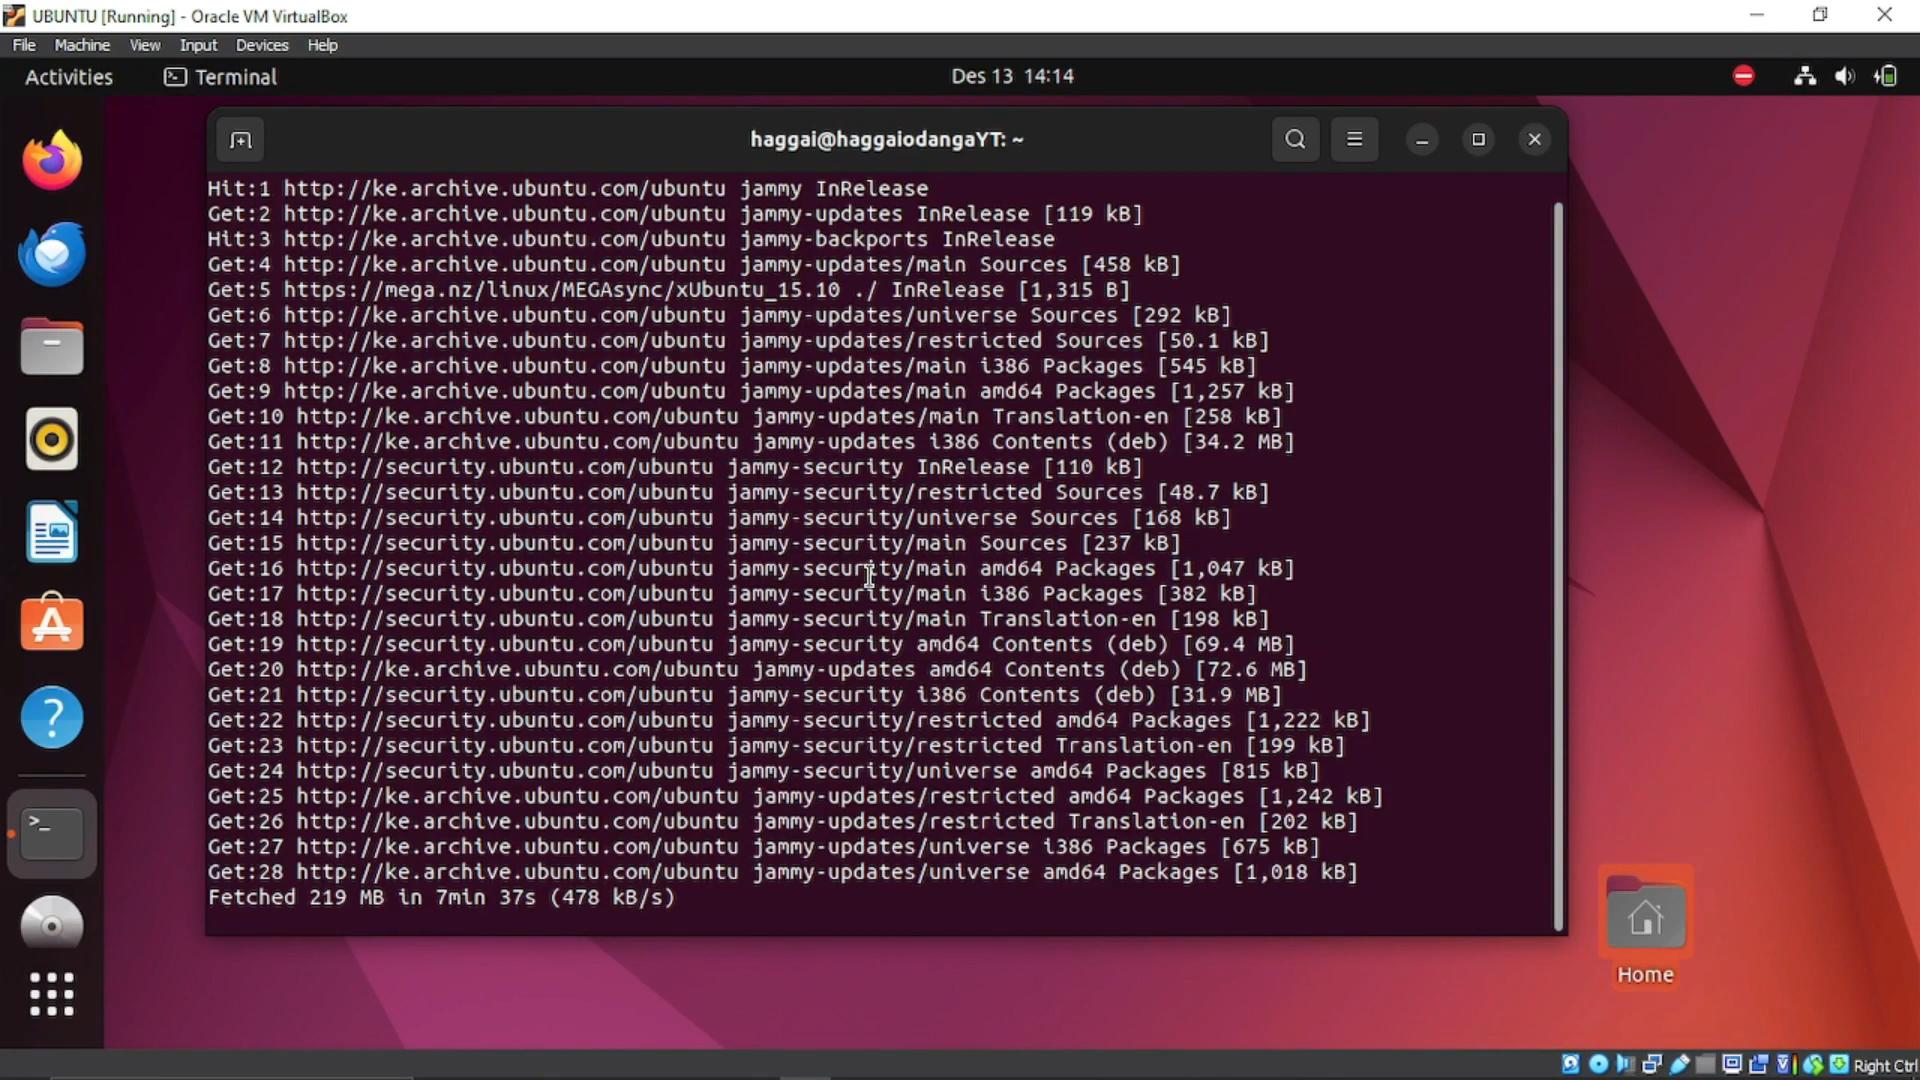 UBUNTU [Running] - Oracle VM VirtualBox
File Machine View Input Devices Help
Activities Terminal Des 13 14:14
haggai@haggaiodangaYT: ~
Hit:1 http://ke.archive.ubuntu.com/ubuntu jammy InRelease
Get:2 http://ke.archive.ubuntu.com/ubuntu jammy-updates InRelease [119 kB]
Hit:3 http://ke.archive.ubuntu.com/ubuntu jammy-backports InRelease
Get:4 http://ke.archive.ubuntu.com/ubuntu jammy-updates/main Sources [458 kB]
Get:5 https://mega.nz/linux/MEGAsync/xUbuntu_15.10 ./ InRelease [1,315 B]
Get:6 http://ke.archive.ubuntu.com/ubuntu jammy-updates/universe Sources [292 kB]
Get:7 http://ke.archive.ubuntu.com/ubuntu jammy-updates/restricted Sources [50.1 kB]
Get:8 http://ke.archive.ubuntu.com/ubuntu jammy-updates/main i386 Packages [545 kB]
Get:9 http://ke.archive.ubuntu.com/ubuntu jammy-updates/main amd64 Packages [1,257 kB]
Get:10 http://ke.archive.ubuntu.com/ubuntu jammy-updates/main Translation-en [258 kB]
Get:11 http://ke.archive.ubuntu.com/ubuntu jammy-updates i386 Contents (deb) [34.2 MB]
Get:12 http://security.ubuntu.com/ubuntu jammy-security InRelease [110 kB]
Get:13 http://security.ubuntu.com/ubuntu jammy-security/restricted Sources [48.7 kB]
Get:14 http://security.ubuntu.com/ubuntu jammy-security/universe Sources [168 kB]
Get:15 http://security.ubuntu.com/ubuntu jammy-security/main Sources [237 kB]
Get:16 http://security.ubuntu.com/ubuntu jammy-security/main amd64 Packages [1,047 kB]
Get:17 http://security.ubuntu.com/ubuntu jammy-security/main i386 Packages [382 kB]
Get:18 http://security.ubuntu.com/ubuntu jammy-security/main Translation-en [198 kB]
Get:19 http://security.ubuntu.com/ubuntu jammy-security amd64 Contents (deb) [69.4 MB]
Get:20 http://ke.archive.ubuntu.com/ubuntu jammy-updates amd64 Contents (deb) [72.6 MB]
Get:21 http://security.ubuntu.com/ubuntu jammy-security i386 Contents (deb) [31.9 MB]
Get:22 http://security.ubuntu.com/ubuntu jammy-security/restricted amd64 Packages [1,222 kB]
Get:23 http://security.ubuntu.com/ubuntu jammy-security/restricted Translation-en [199 kB]
Get:24 http://security.ubuntu.com/ubuntu jammy-security/universe amd64 Packages [815 kB]
Get:25 http://ke.archive.ubuntu.com/ubuntu jammy-updates/restricted amd64 Packages [1,242 kB]
Get:26 http://ke.archive.ubuntu.com/ubuntu jammy-updates/restricted Translation-en [202 kB]
Get:27 http://ke.archive.ubuntu.com/ubuntu jammy-updates/universe i386 Packages [675 kB]
Get:28 http://ke.archive.ubuntu.com/ubuntu jammy-updates/universe amd64 Packages [1,018 kB]
Fetched 219 MB in 7min 37s (478 kB/s)
Home
Right Ctrl